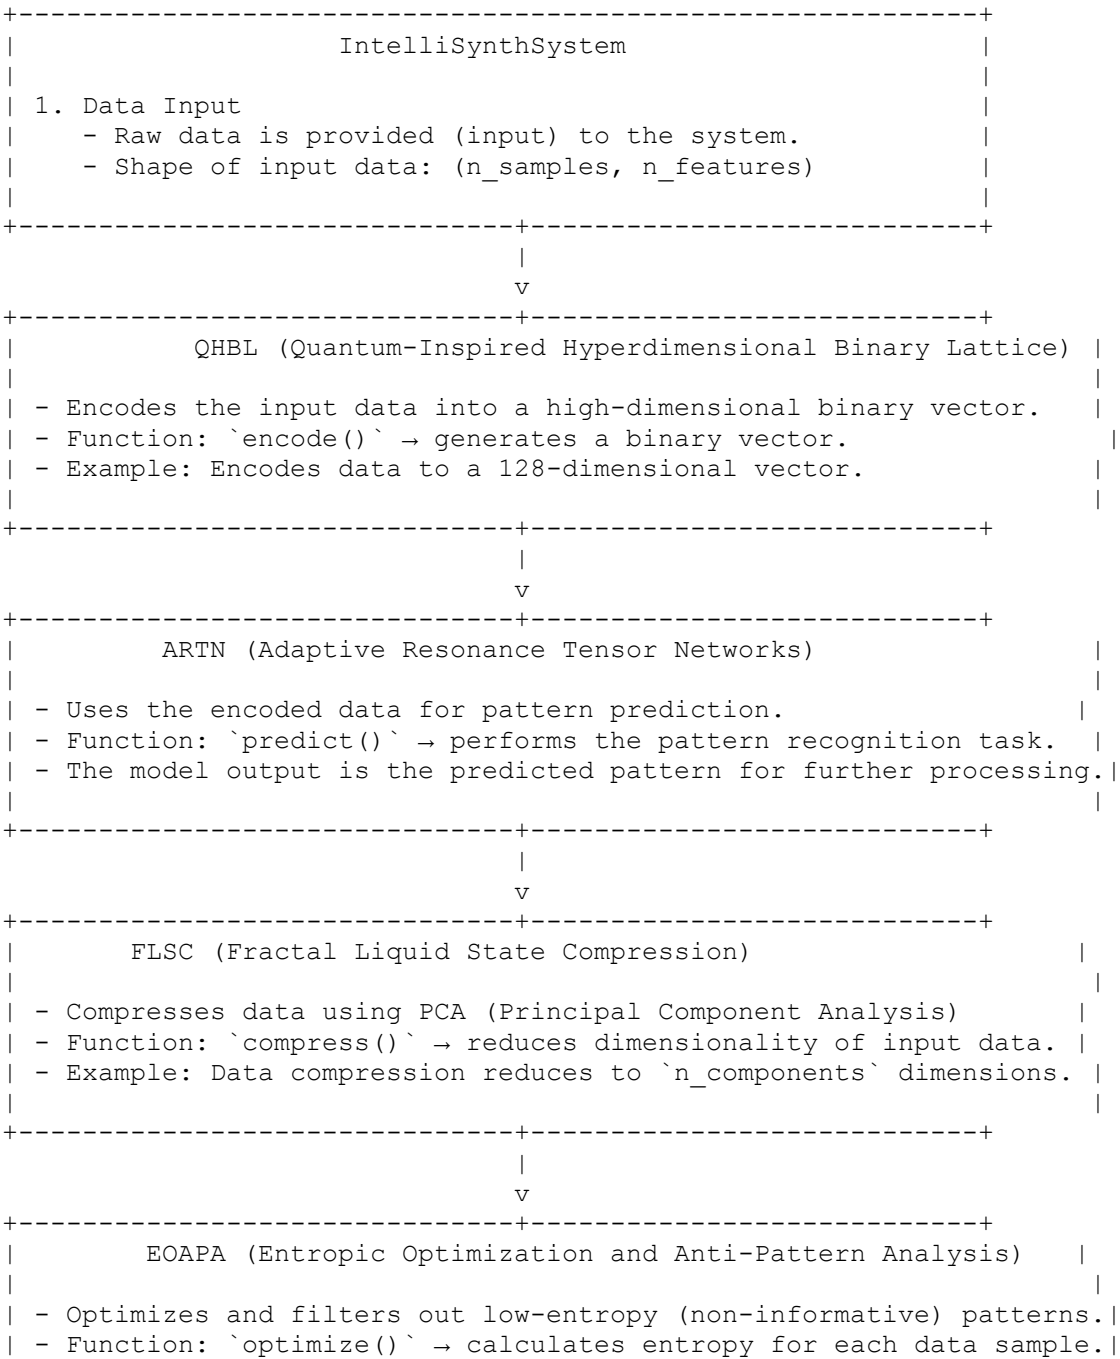 +------------------------------------------------------------+
|                    IntelliSynthSystem                      |
|                                                            |
| 1. Data Input                                              |
|    - Raw data is provided (input) to the system.           |
|    - Shape of input data: (n_samples, n_features)          |
|                                                            |
+-------------------------------+----------------------------+
                                |
                                v
+-------------------------------+----------------------------+
|           QHBL (Quantum-Inspired Hyperdimensional Binary Lattice) |
|                                                                   |
| - Encodes the input data into a high-dimensional binary vector.   |
| - Function: `encode()` → generates a binary vector.                |
| - Example: Encodes data to a 128-dimensional vector.              |
|                                                                   |
+-------------------------------+----------------------------+
                                |
                                v
+-------------------------------+----------------------------+
|         ARTN (Adaptive Resonance Tensor Networks)                 |
|                                                                   |
| - Uses the encoded data for pattern prediction.                  |
| - Function: `predict()` → performs the pattern recognition task.  |
| - The model output is the predicted pattern for further processing.|
|                                                                   |
+-------------------------------+----------------------------+
                                |
                                v
+-------------------------------+----------------------------+
|       FLSC (Fractal Liquid State Compression)                    |
|                                                                   |
| - Compresses data using PCA (Principal Component Analysis)       |
| - Function: `compress()` → reduces dimensionality of input data. |
| - Example: Data compression reduces to `n_components` dimensions. |
|                                                                   |
+-------------------------------+----------------------------+
                                |
                                v
+-------------------------------+----------------------------+
|        EOAPA (Entropic Optimization and Anti-Pattern Analysis)   |
|                                                                   |
| - Optimizes and filters out low-entropy (non-informative) patterns.|
| - Function: `optimize()` → calculates entropy for each data sample.|